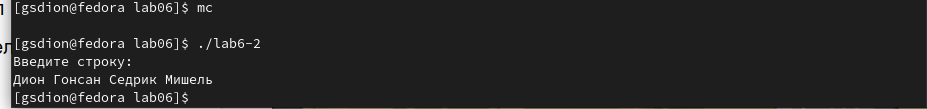 [gsdion@fedora lab06]$ mc
[gsdion@fedora lab06]$ ./lab6-2
Введите строку:
Дион Гонсан Седрик Мишель
[gsdion@fedora lab06]$